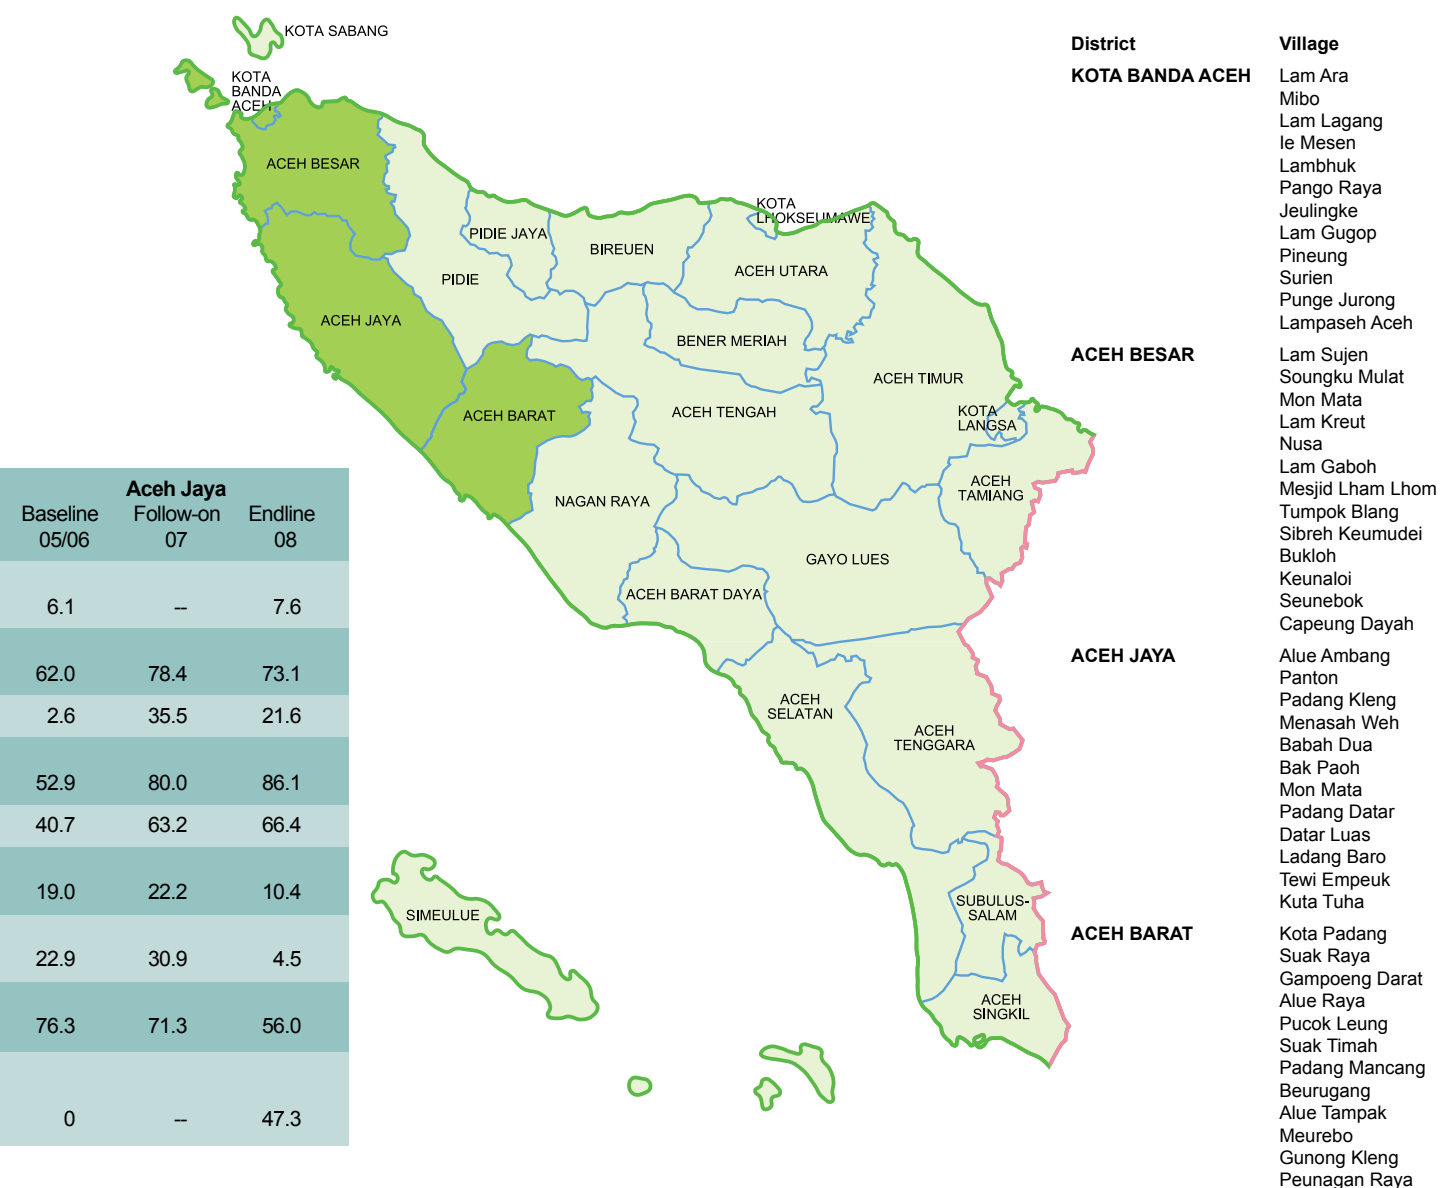 KOTA SABANG
KOTA
BANDA
ACEH
ACEH BESAR
PIDIE JAYA
PIDIE
BIREUEN
KOTA
LHOKSEUMAWE
ACEH UTARA
ACEH JAYA
BENER MERIAH
ACEH TIMUR
ACEH BARAT
ACEH TENGAH
KOTA
LANGSA
ACEH
TAMIANG
NAGAN RAYA
GAYO LUES
ACEH BARAT DAYA
ACEH
SELATAN
ACEH
TENGGARA
SIMEULUE
SUBULUS-
SALAM
ACEH
SINGKIL
Aceh Jaya
Baseline Follow-on Endline
05/06 07 08
6.1 -- 7.6
62.0 78.4 73.1
2.6 35.5 21.6
52.9 80.0 86.1
40.7 63.2 66.4
19.0 22.2 10.4
22.9 30.9 4.5
76.3 71.3 56.0
0 -- 47.3
District Village
KOTA BANDA ACEH Lam Ara
Mibo
Lam Lagang
Ie Mesen
Lambhuk
Pango Raya
Jeulingke
Lam Gugop
Pineung
Surien
Punge Jurong
Lampaseh Aceh
ACEH BESAR Lam Sujen
Soungku Mulat
Mon Mata
Lam Kreut
Nusa
Lam Gaboh
Mesjid Lham Lhom
Tumpok Blang
Sibreh Keumudei
Bukloh
Keunaloi
Seunebok
Capeung Dayah
ACEH JAYA Alue Ambang
Panton
Padang Kleng
Menasah Weh
Babah Dua
Bak Paoh
Mon Mata
Padang Datar
Datar Luas
Ladang Baro
Tewi Empeuk
Kuta Tuha
ACEH BARAT Kota Padang
Suak Raya
Gampoeng Darat
Alue Raya
Pucok Leung
Suak Timah
Padang Mancang
Beurugang
Alue Tampak
Meurebo
Gunong Kleng
Peunagan Raya